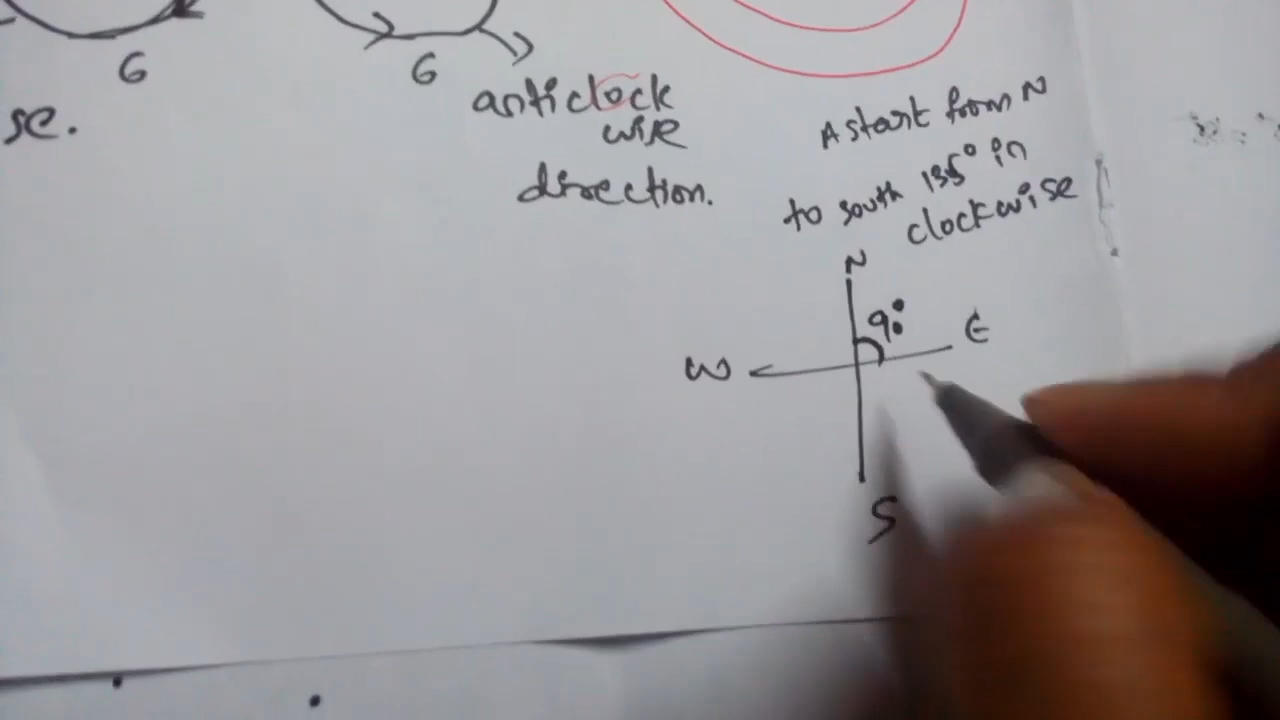 6
6
anticlock
wise
direction.
se.
A start from N
to south 135° in
clockwise
N
90°
E
W
S